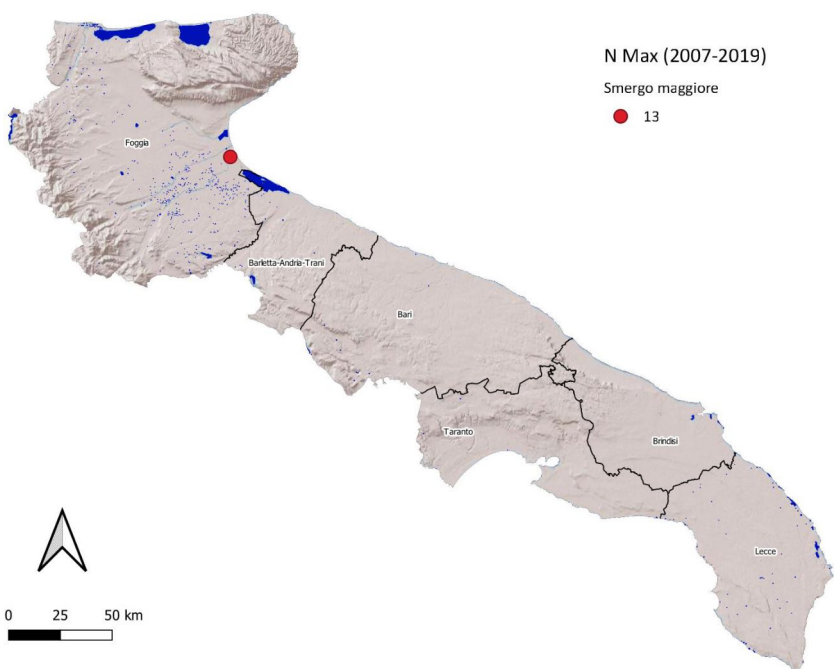 N Max (2007-2019)
Smergo maggiore
13
Foggia
Barletta-Andria-Trani
Bari
Taranto
Brindisi
Lecce
0 25 50 km